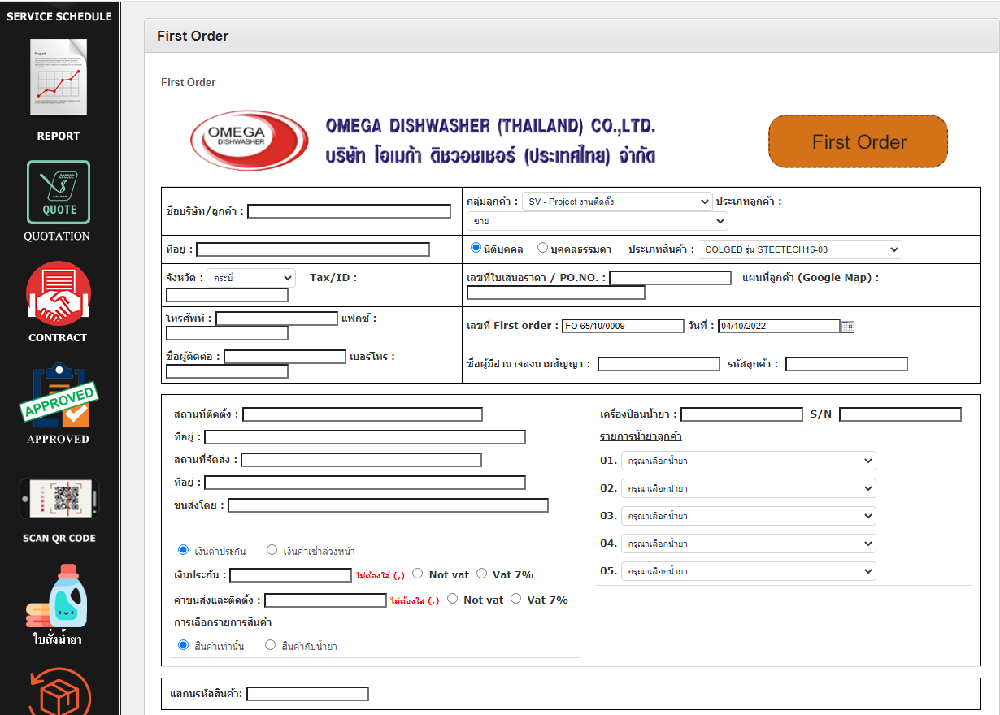 SERVICE SCHEDULE
Report
REPORT
QUOTE
QUOTATION
CONTRACT
APPROVED
APPROVED
SCAN QR CODE
ใบสั่งน้ำยา
First Order
First Order
OMEGA
DISHWASHER
OMEGA DISHWASHER (THAILAND) CO.,LTD.
บริษัท โอเมก้า ดิชวอชเชอร์ (ประเทศไทย) จำกัด
First Order
ชื่อบริษัท/ลูกค้า :
กลุ่มลูกค้า : SV - Project งานติดตั้ง ประเภทลูกค้า :
ขาย
ที่อยู่ :
นิติบุคคล บุคคลธรรมดา ประเภทสินค้า : COLGED รุ่น STEETECH16-03
จังหวัด : กระบี่ Tax/ID :
เลขที่ใบเสนอราคา / PO.NO. : แผนที่ลูกค้า (Google Map) :
โทรศัพท์ : แฟกซ์ :
เลขที่ First order : FO 65/10/0009 วันที่ : 04/10/2022
ชื่อผู้ติดต่อ : เบอร์โทร :
ชื่อผู้มีอำนาจลงนามสัญญา : รหัสลูกค้า :
สถานที่ติดตั้ง :
ที่อยู่ :
สถานที่จัดส่ง :
ที่อยู่ :
ขนส่งโดย :
เงินค่าประกัน เงินค่าเช่าล่วงหน้า
เงินประกัน : ไม่ต้องใส่ (,) Not vat Vat 7%
ค่าขนส่งและติดตั้ง : ไม่ต้องใส่ (,) Not vat Vat 7%
การเลือกรายการสินค้า
สินค้าเท่านั้น สินค้ากับน้ำยา
เครื่องป้อนน้ำยา : S/N
รายการน้ำยาลูกค้า
01. กรุณาเลือกน้ำยา
02. กรุณาเลือกน้ำยา
03. กรุณาเลือกน้ำยา
04. กรุณาเลือกน้ำยา
05. กรุณาเลือกน้ำยา
แสกนรหัสสินค้า: